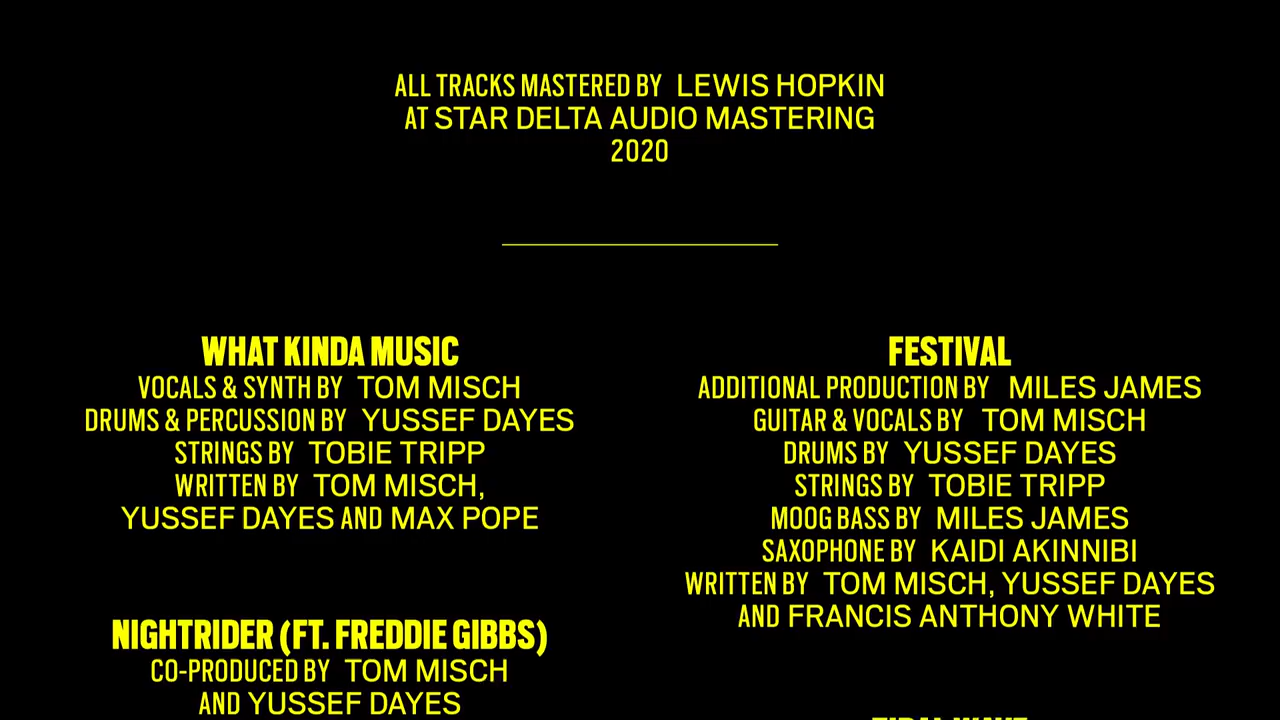 ALL TRACKS MASTERED BY LEWIS HOPKIN
AT STAR DELTA AUDIO MASTERING
2020
WHAT KINDA MUSIC
VOCALS & SYNTH BY TOM MISCH
DRUMS & PERCUSSION BY YUSSEF DAYES
STRINGS BY TOBIE TRIPP
WRITTEN BY TOM MISCH,
YUSSEF DAYES AND MAX POPE
NIGHTRIDER (FT. FREDDIE GIBBS)
CO-PRODUCED BY TOM MISCH
AND YUSSEF DAYES
FESTIVAL
ADDITIONAL PRODUCTION BY MILES JAMES
GUITAR & VOCALS BY TOM MISCH
DRUMS BY YUSSEF DAYES
STRINGS BY TOBIE TRIPP
MOOG BASS BY MILES JAMES
SAXOPHONE BY KAIDI AKINNIBI
WRITTEN BY TOM MISCH, YUSSEF DAYES
AND FRANCIS ANTHONY WHITE